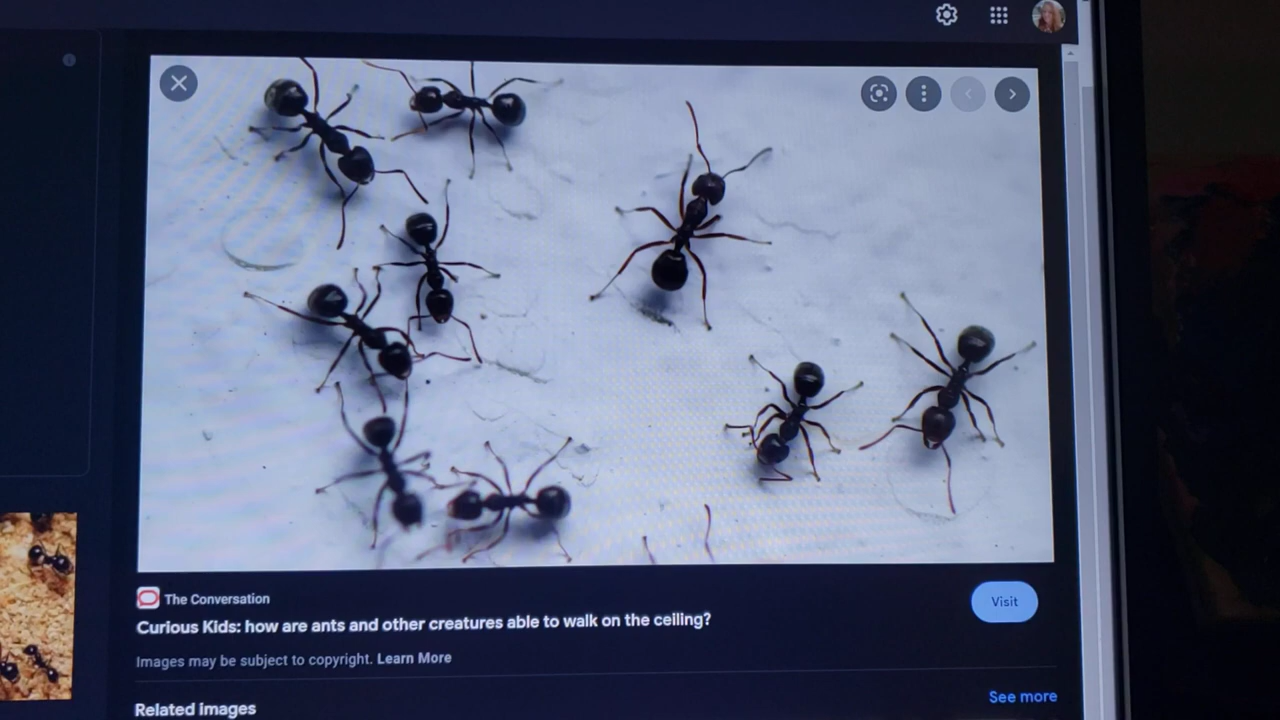 The Conversation
Curious Kids: how are ants and other creatures able to walk on the ceiling?
Visit
Images may be subject to copyright. Learn More
See more
Related images